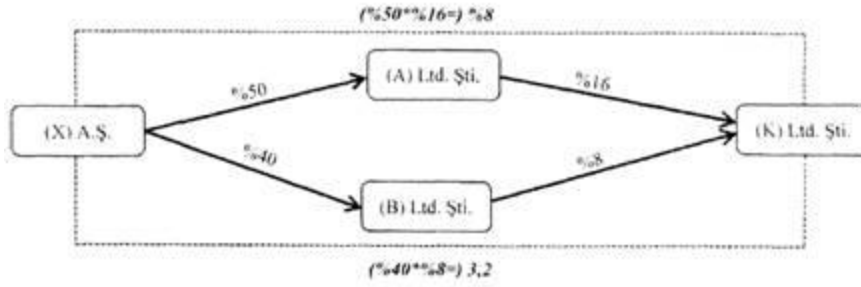 (%50*%16=) %8
(A) Ltd. Şti.
%50
%16
(X) A.Ş.
(K) Ltd. Şti.
%40
%8
(B) Ltd. Şti.
(%40*%8=) 3,2